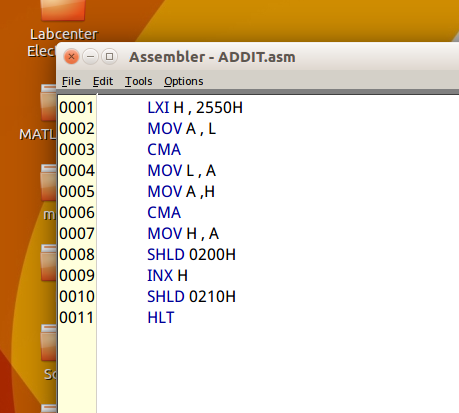 Labcenter
Elec
Assembler - ADDIT.asm
File Edit Tools Options
MATL
0001 LXI H , 2550H
0002 MOV A , L
0003 CMA
0004 MOV L , A
0005 MOV A ,H
0006 CMA
0007 MOV H , A
0008 SHLD 0200H
0009 INX H
0010 SHLD 0210H
0011 HLT
m
Sc